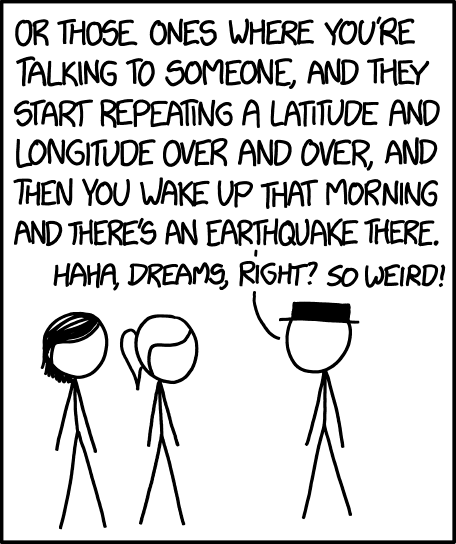 OR THOSE ONES WHERE YOU'RE
TALKING TO SOMEONE, AND THEY
START REPEATING A LATITUDE AND
LONGITUDE OVER AND OVER, AND
THEN YOU WAKE UP THAT MORNING
AND THERE'S AN EARTHQUAKE THERE.
HAHA, DREAMS, RIGHT? SO WEIRD!